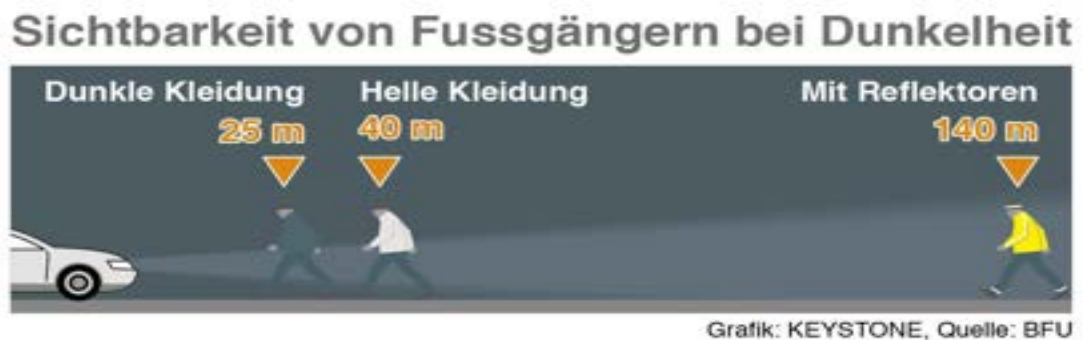 Sichtbarkeit von Fussgängern bei Dunkelheit
Dunkle Kleidung
25 m
Helle Kleidung
40 m
Mit Reflektoren
140 m
Grafik: KEYSTONE, Quelle: BFU